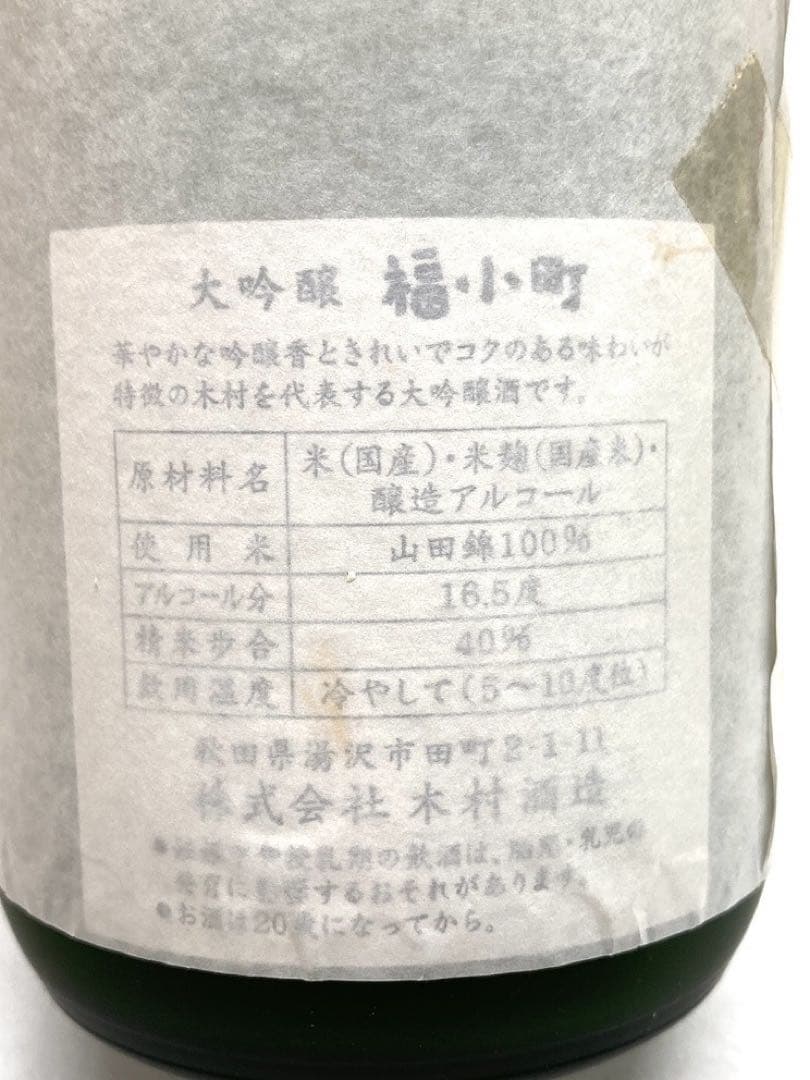 大吟醸 福小町
華やかな吟醸香ときれいでコクのある味わいが
特徴の木村を代表する大吟醸酒です。
原材料名 米(国産)・米麹(国産米)・
醸造アルコール
使用米 山田錦100%
アルコール分 16.5度
精米歩合 40%
飲用温度 冷やして(5〜10度位)
秋田県湯沢市田町2-1-11
株式会社 木村酒造
●妊娠中や授乳期の飲酒は、胎児・乳児の
発育に影響するおそれがあります。
●お酒は20歳になってから。